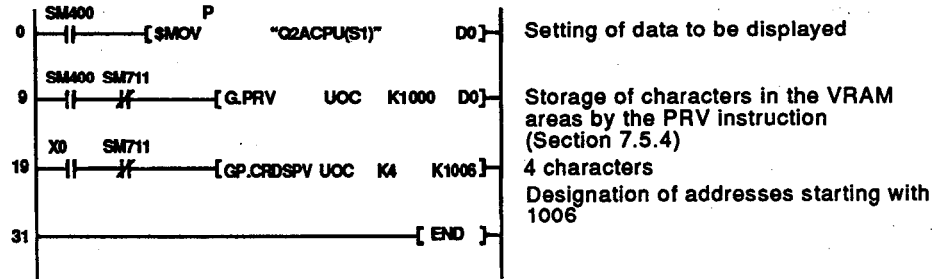 SM400 P
0 [ $MOV "Q2ACPU(S1)" D0 ] Setting of data to be displayed
SM400 SM711
9 [ G.PRV UOC K1000 D0 ] Storage of characters in the VRAM
areas by the PRV instruction
(Section 7.5.4)
X0 SM711
19 [ GP.CRDSPV UOC K4 K1006 ] 4 characters
Designation of addresses starting with
1006
31 [ END ]